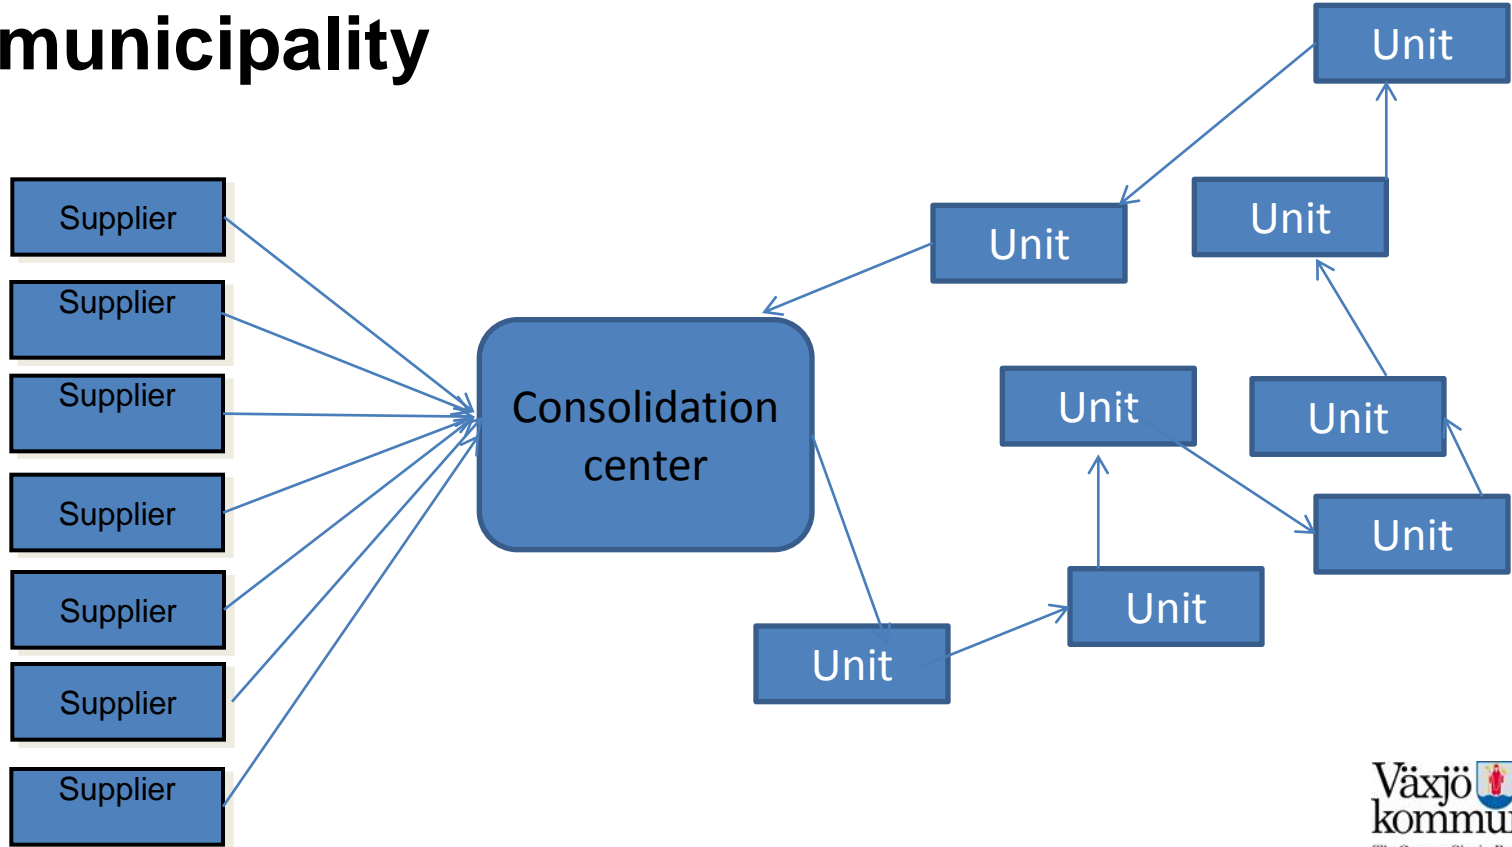 municipality
Supplier
Supplier
Supplier
Supplier
Supplier
Supplier
Supplier
Consolidation
center
Unit
Unit
Unit
Unit
Unit
Unit
Unit
Unit
Växjö